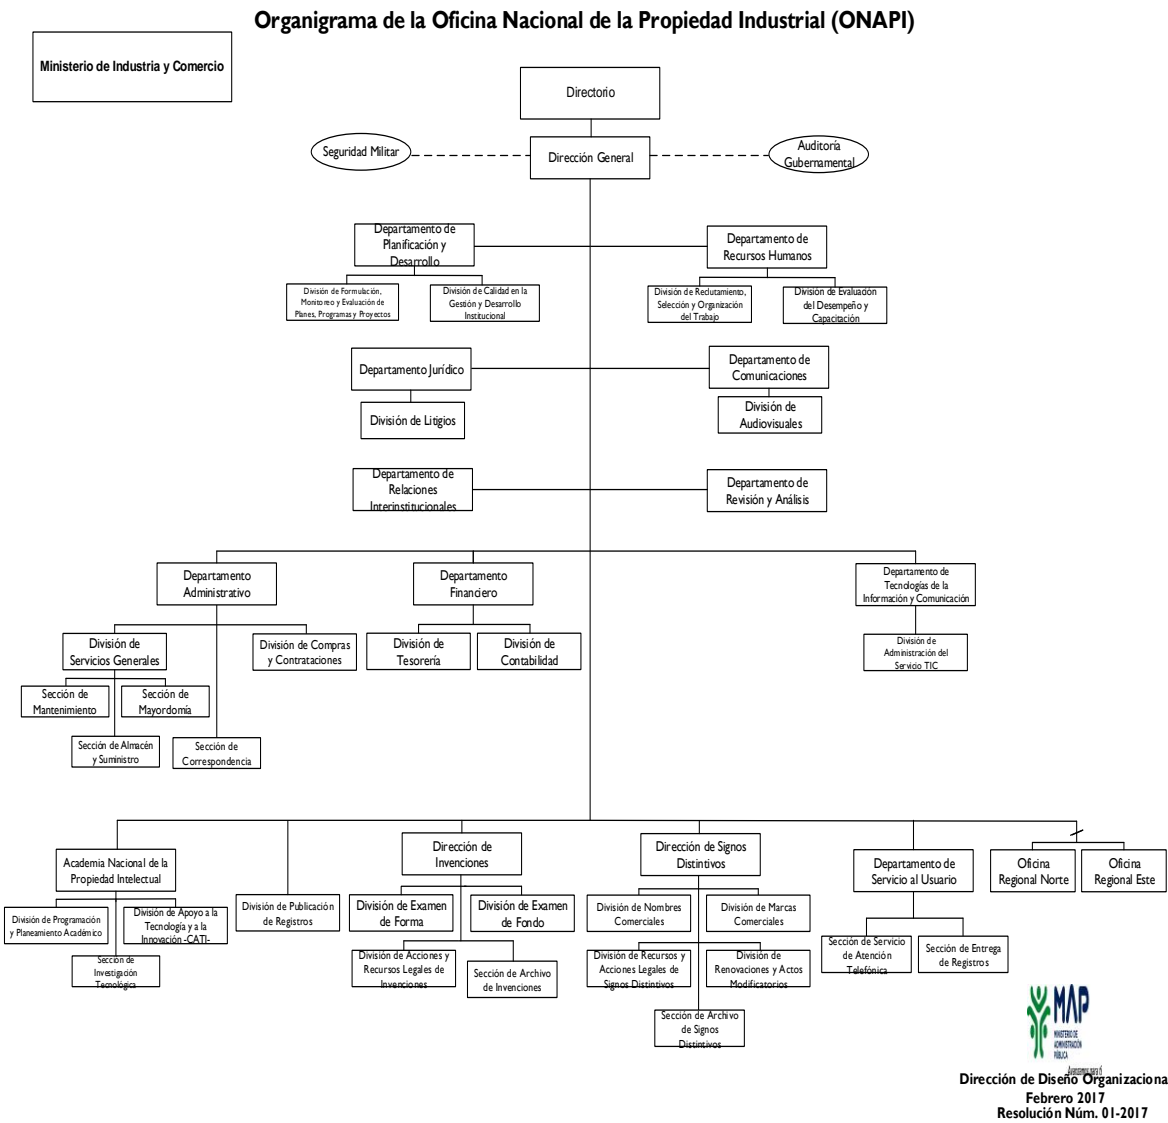 Organigrama de la Oficina Nacional de la Propiedad Industrial (ONAPI)
Ministerio de Industria y Comercio
Directorio
Seguridad Militar
Dirección General
Auditoría
Gubernamental
Departamento de
Planificación y
Desarrollo
Departamento de
Recursos Humanos
División de Formulación,
Monitoreo y Evaluación de
Planes, Programas y Proyectos
División de Calidad en la
Gestión y Desarrollo
Institucional
División de Reclutamiento,
Selección y Organización
del Trabajo
División de Evaluación
del Desempeño y
Capacitación
Departamento Jurídico
Departamento de
Comunicaciones
División de Litigios
División de
Audiovisuales
Departamento de
Relaciones
Interinstitucionales
Departamento de
Revisión y Análisis
Departamento
Administrativo
Departamento
Financiero
Departamento de
Tecnologías de la
Información y Comunicación
División de
Servicios Generales
División de Compras
y Contrataciones
División de
Tesorería
División de
Contabilidad
División de
Administración del
Servicio TIC
Sección de
Mantenimiento
Sección de
Mayordomía
Sección de Almacén
y Suministro
Sección de
Correspondencia
Academia Nacional de la
Propiedad Intelectual
Dirección de
Invenciones
Dirección de Signos
Distintivos
Departamento de
Servicio al Usuario
Oficina
Regional Norte
Oficina
Regional Este
División de Programación
y Planeamiento Académico
División de Apoyo a la
Tecnología y a la
Innovación -CATI-
Sección de
Investigación
Tecnológica
División de Publicación
de Registros
División de Examen
de Forma
División de Examen
de Fondo
División de Acciones y
Recursos Legales de
Invenciones
Sección de Archivo
de Invenciones
División de Nombres
Comerciales
División de Marcas
Comerciales
División de Recursos y
Acciones Legales de
Signos Distintivos
División de
Renovaciones y Actos
Modificatorios
Sección de Archivo
de Signos
Distintivos
Sección de Servicio
de Atención
Telefónica
Sección de Entrega
de Registros
MAP
MINISTERIO DE
ADMINISTRACIÓN
PÚBLICA
Avanzamos para ti
Dirección de Diseño Organizaciona
Febrero 2017
Resolución Núm. 01-2017